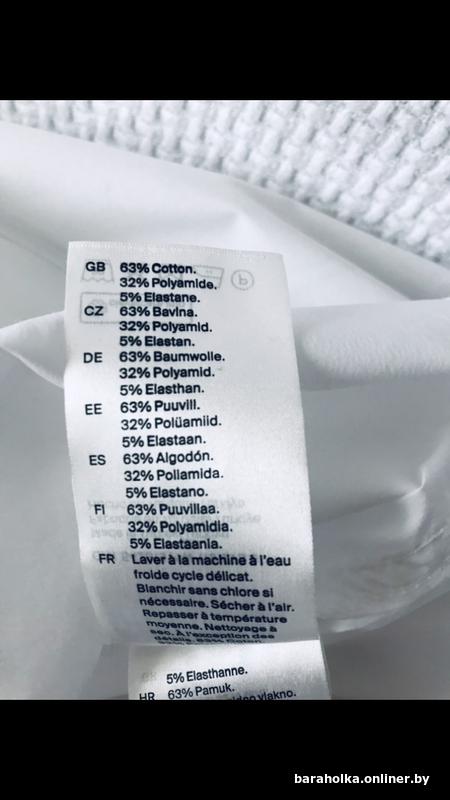 GB 63% Cotton.
32% Polyamide.
5% Elastane.
CZ 63% Bavlna.
32% Polyamid.
5% Elastan.
DE 63% Baumwolle.
32% Polyamid.
5% Elasthan.
EE 63% Puuvill.
32% Polüamiid.
5% Elastaan.
ES 63% Algodón.
32% Poliamida.
5% Elastano.
FI 63% Puuvillaa.
32% Polyamidia.
5% Elastaania.
FR Laver à la machine à l'eau
froide cycle délicat.
Blanchir sans chlore si
nécessaire. Sécher à l'air.
Repasser à température
moyenne. Nettoyage à
sec. À l'exception des
5% Elasthanne.
HR 63% Pamuk.
vlakno.
baraholka.onliner.by